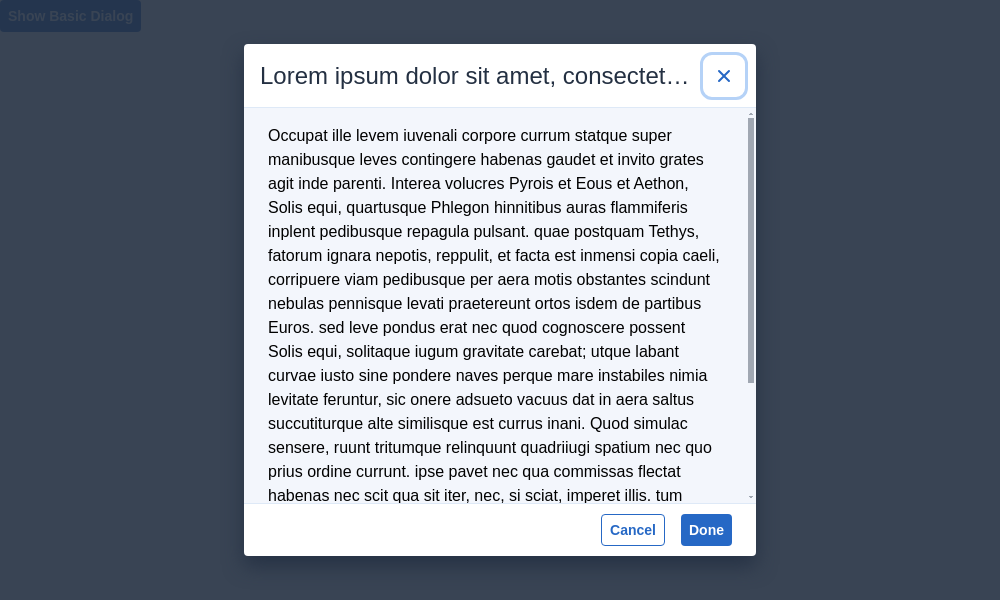 Show Basic Dialog
Lorem ipsum dolor sit amet, consectet…
Occupat ille levem iuvenali corpore currum statque super
manibusque leves contingere habenas gaudet et invito grates
agit inde parenti. Interea volucres Pyrois et Eous et Aethon,
Solis equi, quartusque Phlegon hinnitibus auras flammiferis
inplent pedibusque repagula pulsant. quae postquam Tethys,
fatorum ignara nepotis, reppulit, et facta est inmensi copia caeli,
corripuere viam pedibusque per aera motis obstantes scindunt
nebulas pennisque levati praetereunt ortos isdem de partibus
Euros. sed leve pondus erat nec quod cognoscere possent
Solis equi, solitaque iugum gravitate carebat; utque labant
curvae iusto sine pondere naves perque mare instabiles nimia
levitate feruntur, sic onere adsueto vacuus dat in aera saltus
succutiturque alte similisque est currus inani. Quod simulac
sensere, ruunt tritumque relinquunt quadriiugi spatium nec quo
prius ordine currunt. ipse pavet nec qua commissas flectat
habenas nec scit qua sit iter, nec, si sciat, imperet illis. tum
Cancel
Done